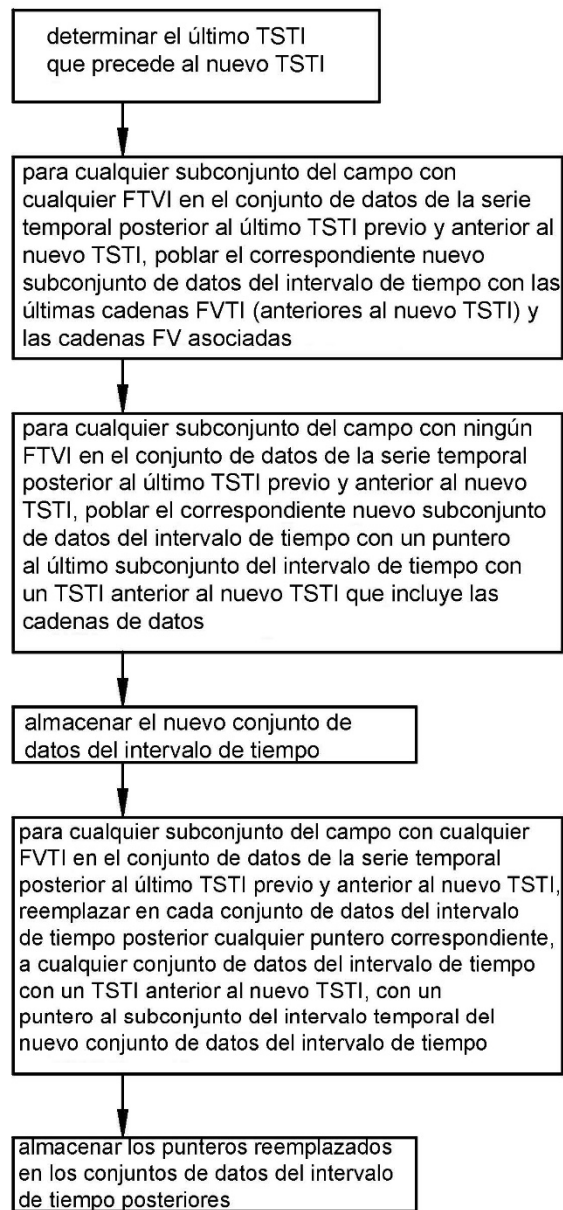 determinar el último TSTI
que precede al nuevo TSTI
para cualquier subconjunto del campo con
cualquier FTVI en el conjunto de datos de la serie
temporal posterior al último TSTI previo y anterior al
nuevo TSTI, poblar el correspondiente nuevo
subconjunto de datos del intervalo de tiempo con las
últimas cadenas FVTI (anteriores al nuevo TSTI) y
las cadenas FV asociadas
para cualquier subconjunto del campo con ningún
FTVI en el conjunto de datos de la serie temporal
posterior al último TSTI previo y anterior al nuevo
TSTI, poblar el correspondiente nuevo subconjunto
de datos del intervalo de tiempo con un puntero
al último subconjunto del intervalo de tiempo con
un TSTI anterior al nuevo TSTI que incluye las
cadenas de datos
almacenar el nuevo conjunto de
datos del intervalo de tiempo
para cualquier subconjunto del campo con cualquier
FVTI en el conjunto de datos de la serie temporal
posterior al último TSTI previo y anterior al nuevo TSTI,
reemplazar en cada conjunto de datos del intervalo
de tiempo posterior cualquier puntero correspondiente,
a cualquier conjunto de datos del intervalo de tiempo
con un TSTI anterior al nuevo TSTI, con un
puntero al subconjunto del intervalo temporal del
nuevo conjunto de datos del intervalo de tiempo
almacenar los punteros reemplazados
en los conjuntos de datos del intervalo
de tiempo posteriores